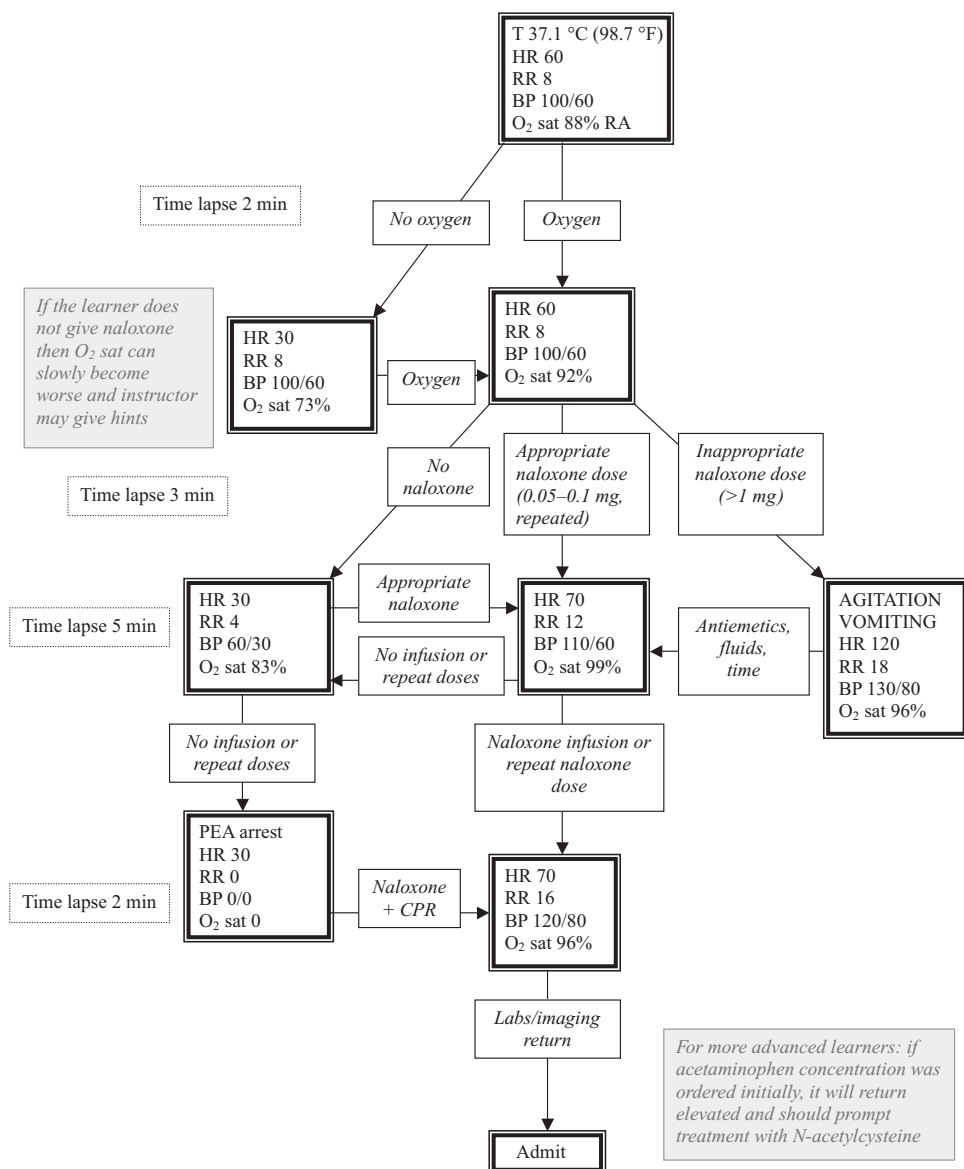 T 37.1 °C (98.7 °F)
HR 60
RR 8
BP 100/60
O₂ sat 88% RA
Time lapse 2 min
No oxygen
Oxygen
If the learner does
not give naloxone
then O₂ sat can
slowly become
worse and instructor
may give hints
HR 30
RR 8
BP 100/60
O₂ sat 73%
Oxygen
HR 60
RR 8
BP 100/60
O₂ sat 92%
Time lapse 3 min
No
naloxone
Appropriate
naloxone dose
(0.05–0.1 mg,
repeated)
Inappropriate
naloxone dose
(>1 mg)
Time lapse 5 min
HR 30
RR 4
BP 60/30
O₂ sat 83%
Appropriate
naloxone
No infusion or
repeat doses
HR 70
RR 12
BP 110/60
O₂ sat 99%
Antiemetics,
fluids,
time
AGITATION
VOMITING
HR 120
RR 18
BP 130/80
O₂ sat 96%
No infusion or
repeat doses
Naloxone infusion or
repeat naloxone
dose
Time lapse 2 min
PEA arrest
HR 30
RR 0
BP 0/0
O₂ sat 0
Naloxone
+ CPR
HR 70
RR 16
BP 120/80
O₂ sat 96%
Labs/imaging
return
For more advanced learners: if
acetaminophen concentration was
ordered initially, it will return
elevated and should prompt
treatment with N-acetylcysteine
Admit